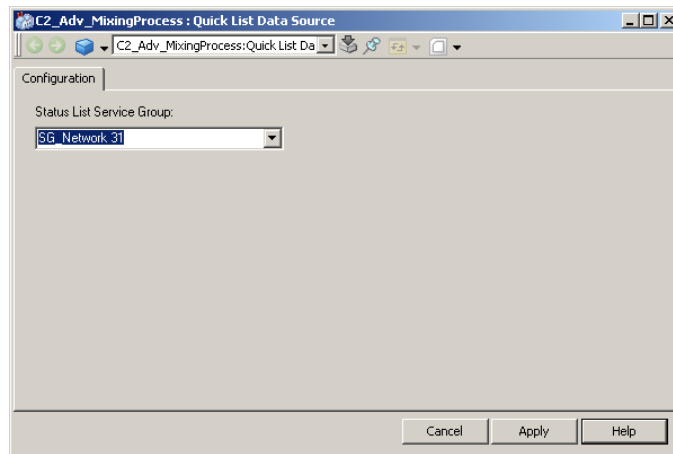 C2_Adv_MixingProcess : Quick List Data Source
C2_Adv_MixingProcess:Quick List Da
Configuration
Status List Service Group:
SG_Network 31
Cancel Apply Help